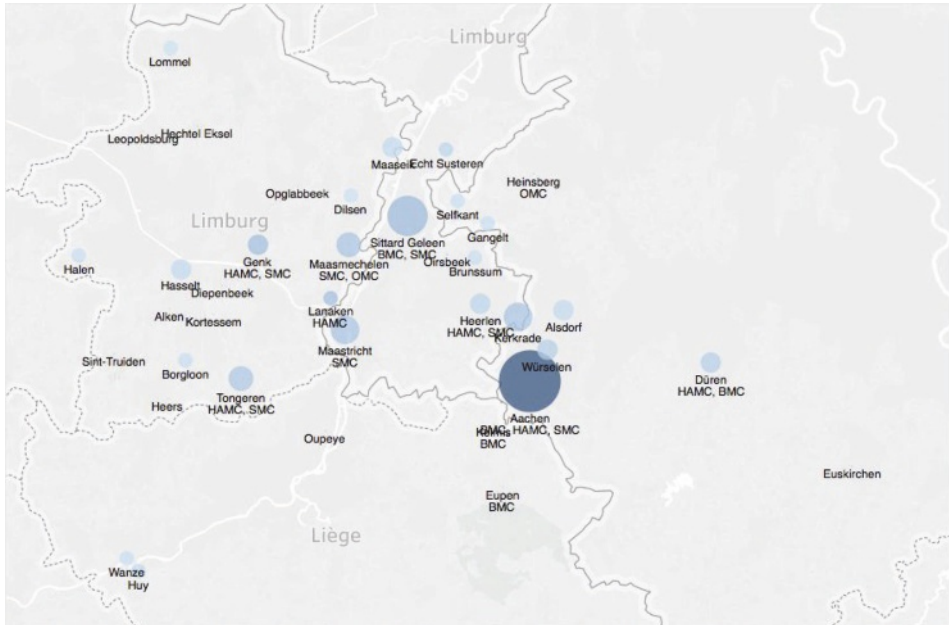 Limburg
Lommel
Hechtel Eksel
Leopoldsburg
Maaseik
Echt Susteren
Heinsberg
OMC
Opglabbeek
Dilsen
Selfkant
Limburg
Gangelt
Sittard Geleen
BMC, SMC
Genk
HAMC, SMC
Maasmechelen
SMC, OMC
Oirsbeek
Brunssum
Halen
Hasselt
Diepenbeek
Lanaken
HAMC
Alken
Kortessem
Heerlen
HAMC, SMC
Kerkrade
Alsdorf
Maastricht
SMC
Sint-Truiden
Borgloon
Würselen
Düren
HAMC, BMC
Tongeren
HAMC, SMC
Heers
Aachen
BMC, HAMC, SMC
Kelmis
BMC
Oupeye
Euskirchen
Eupen
BMC
Liège
Wanze
Huy